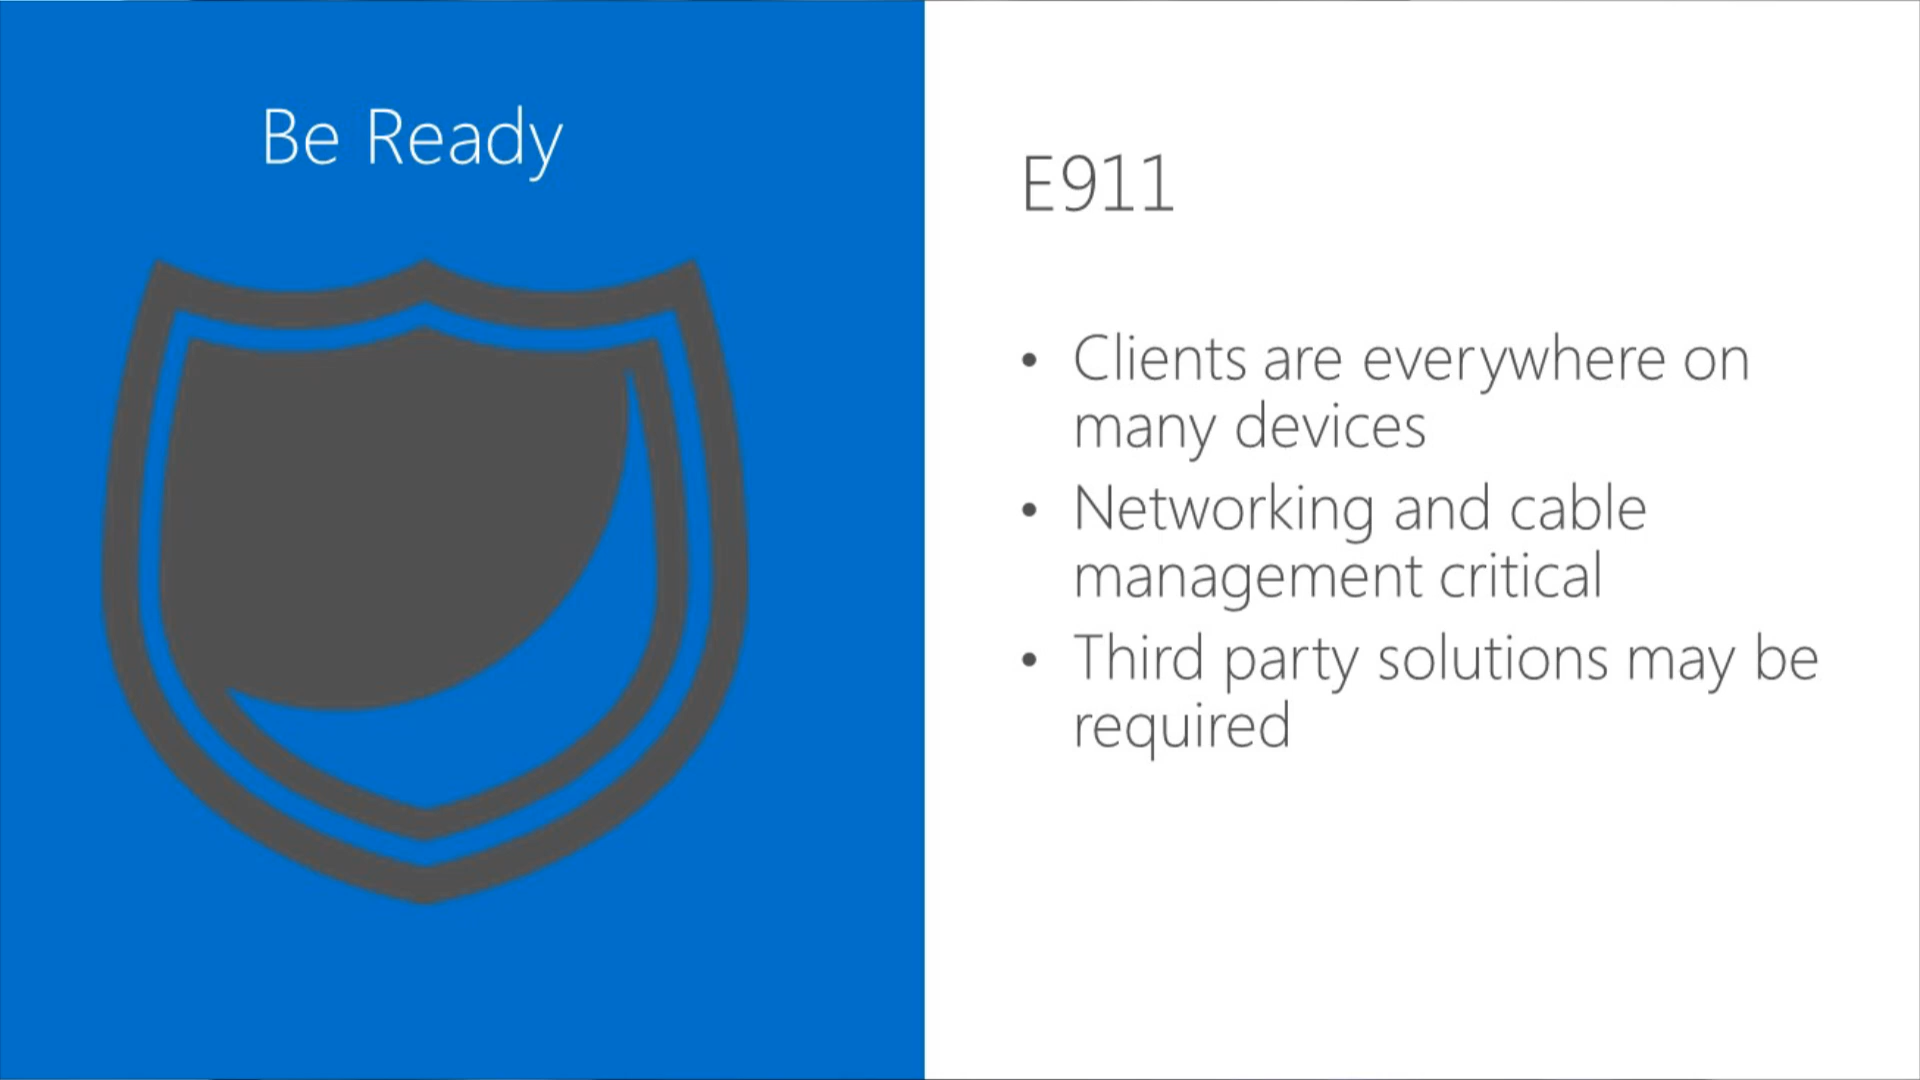 Be Ready
E911
• Clients are everywhere on
many devices
• Networking and cable
management critical
• Third party solutions may be
required